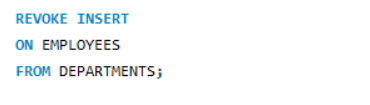 REVOKE INSERT
ON EMPLOYEES
FROM DEPARTMENTS;